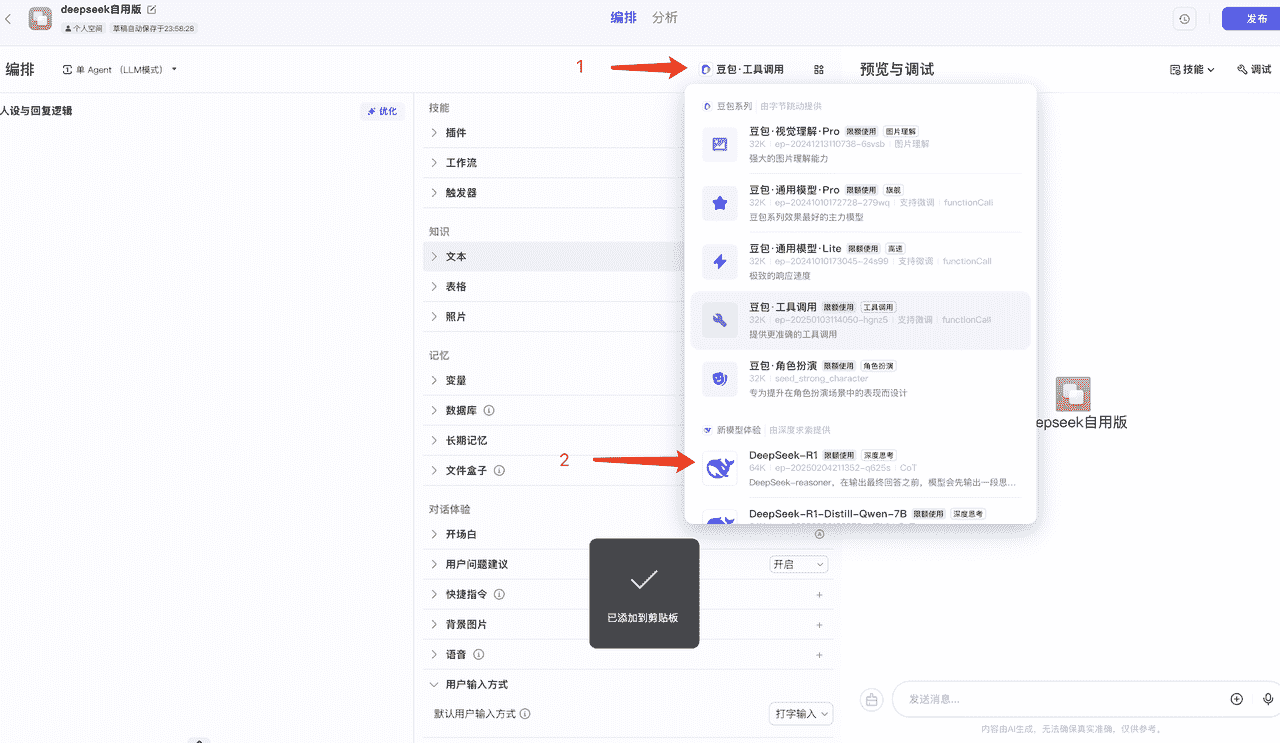 deepseek自用版
个人空间 草稿自动保存于23:58:28
编排 分析
发布
编排 单 Agent （LLM模式）
1
豆包·工具调用
预览与调试
技能
调试
人设与回复逻辑
优化
技能
插件
工作流
触发器
知识
文本
表格
照片
记忆
变量
数据库
长期记忆
文件盒子
对话体验
开场白
用户问题建议
开启
快捷指令
背景图片
语音
用户输入方式
默认用户输入方式
打字输入
豆包系列 由字节跳动提供
豆包·视觉理解·Pro 限额使用 图片理解
32K ep-20241213110738-6svsb 图片理解
强大的图片理解能力
豆包·通用模型·Pro 限额使用 旗舰
32K ep-20241010172728-279wq 支持微调 functionCall
豆包系列效果最好的主力模型
豆包·通用模型·Lite 限额使用 高速
32K ep-20241010173045-24s99 支持微调 functionCall
极致的响应速度
豆包·工具调用 限额使用 工具调用
32K ep-20250103114050-hgnz5 支持微调 functionCall
提供更准确的工具调用
豆包·角色扮演 限额使用 角色扮演
32K seed_strong_character
专为提升在角色扮演场景中的表现而设计
新模型体验 由深度求索提供
2
DeepSeek-R1 限额使用 深度思考
64K ep-20250204211352-q625s CoT
DeepSeek-reasoner，在输出最终回答之前，模型会先输出一段思...
DeepSeek-R1-Distill-Qwen-7B 限额使用 深度思考
已添加到剪贴板
epseek自用版
发送消息...
内容由AI生成，无法确保真实准确，仅供参考。